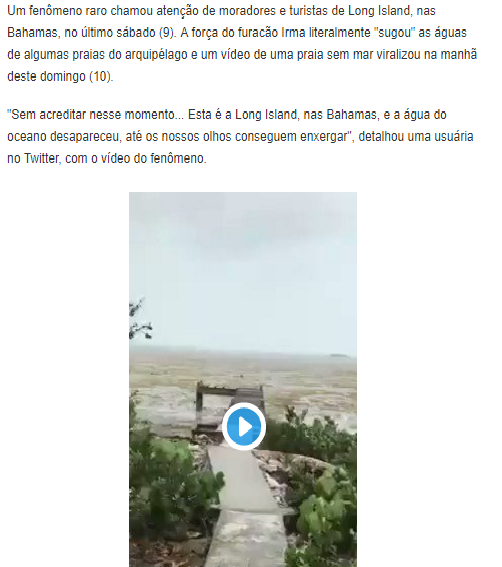 Um fenômeno raro chamou atenção de moradores e turistas de Long Island, nas
Bahamas, no último sábado (9). A força do furacão Irma literalmente "sugou" as águas
de algumas praias do arquipélago e um vídeo de uma praia sem mar viralizou na manhã
deste domingo (10).
"Sem acreditar nesse momento... Esta é a Long Island, nas Bahamas, e a água do
oceano desapareceu, até os nossos olhos conseguem enxergar", detalhou uma usuária
no Twitter, com o vídeo do fenômeno.